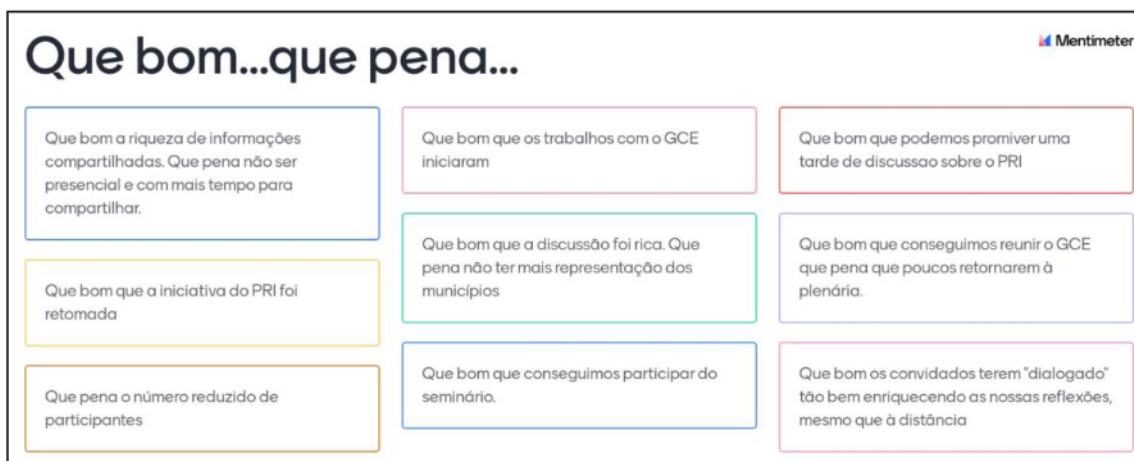 Que bom...que pena...
Mentimeter
Que bom a riqueza de informações
compartilhadas. Que pena não ser
presencial e com mais tempo para
compartilhar.
Que bom que a iniciativa do PRI foi
retomada
Que pena o número reduzido de
participantes
Que bom que os trabalhos com o GCE
iniciaram
Que bom que a discussão foi rica. Que
pena não ter mais representação dos
municípios
Que bom que conseguimos participar do
seminário.
Que bom que podemos promiver uma
tarde de discussao sobre o PRI
Que bom que conseguimos reunir o GCE
que pena que poucos retornarem à
plenária.
Que bom os convidados terem "dialogado"
tão bem enriquecendo as nossas reflexões,
mesmo que à distância